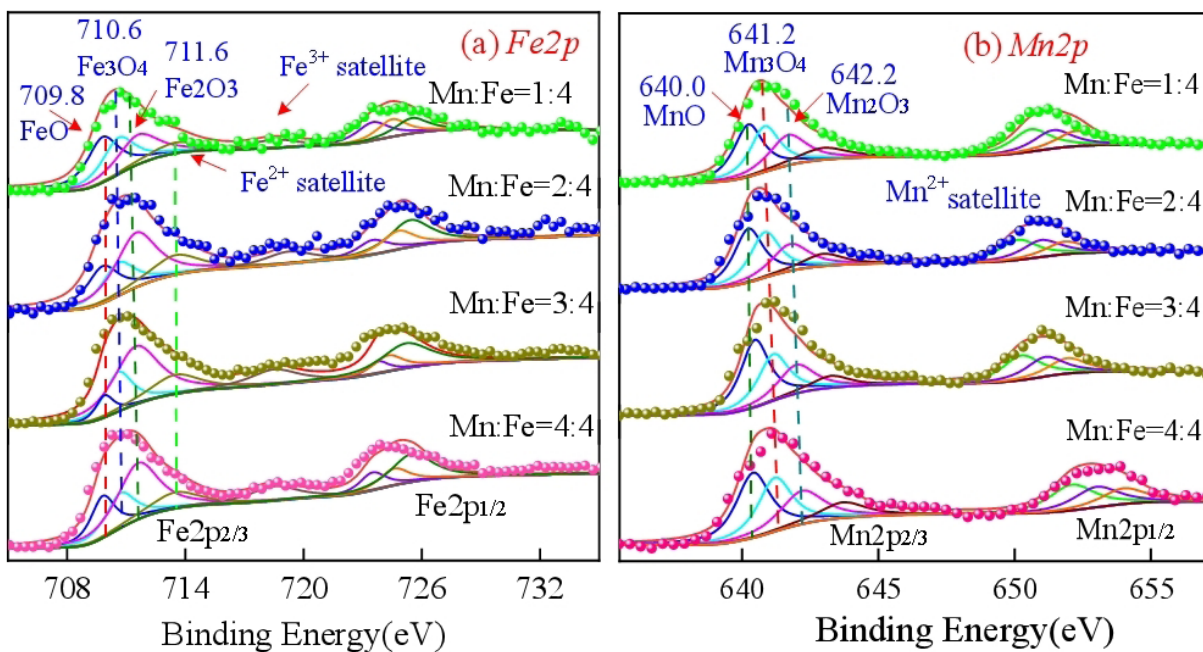 (a) Fe2p
710.6
Fe3O4
711.6
Fe2O3
709.8
FeO
Fe³⁺ satellite
Fe²⁺ satellite
Mn:Fe=1:4
Mn:Fe=2:4
Mn:Fe=3:4
Mn:Fe=4:4
Fe2p2/3
Fe2p1/2
708 714 720 726 732
Binding Energy(eV)
(b) Mn2p
641.2
Mn3O4
642.2
Mn2O3
640.0
MnO
Mn:Fe=1:4
Mn²⁺ satellite
Mn:Fe=2:4
Mn:Fe=3:4
Mn:Fe=4:4
Mn2p2/3
Mn2p1/2
640 645 650 655
Binding Energy(eV)